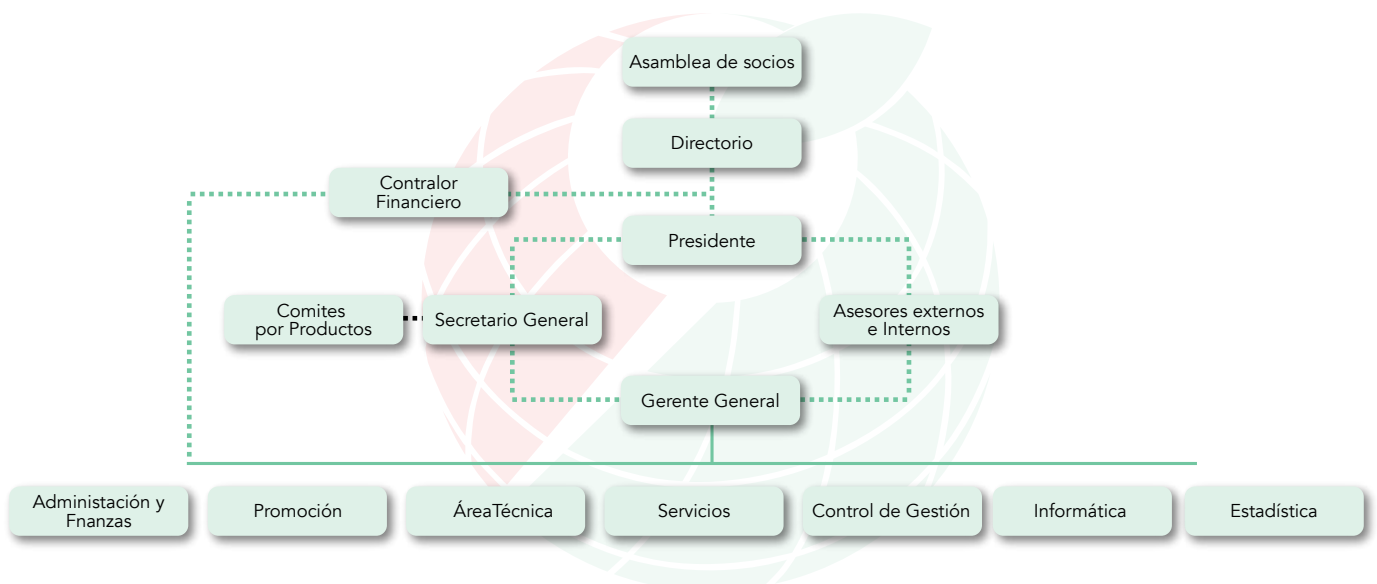 Asamblea de socios
Directorio
Contralor
Financiero
Presidente
Comites
por Productos
Secretario General
Asesores externos
e Internos
Gerente General
Administación y
Fnanzas
Promoción
ÁreaTécnica
Servicios
Control de Gestión
Informática
Estadística